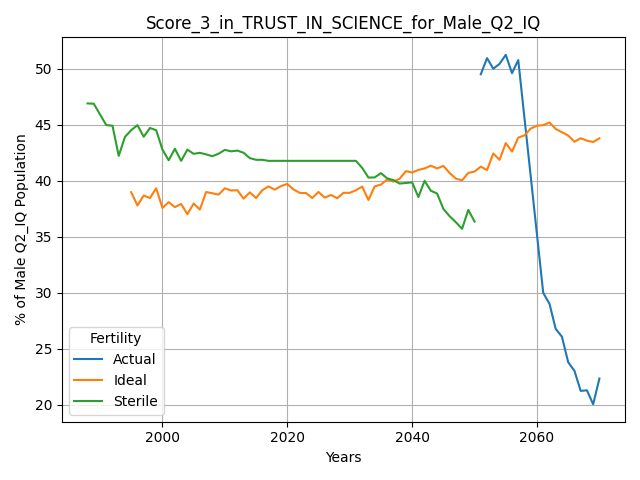 Score_3_in_TRUST_IN_SCIENCE_for_Male_Q2_IQ
% of Male Q2_IQ Population
50
45
40
35
30
25
20
Fertility
Actual
Ideal
Sterile
2000
2020
2040
2060
Years